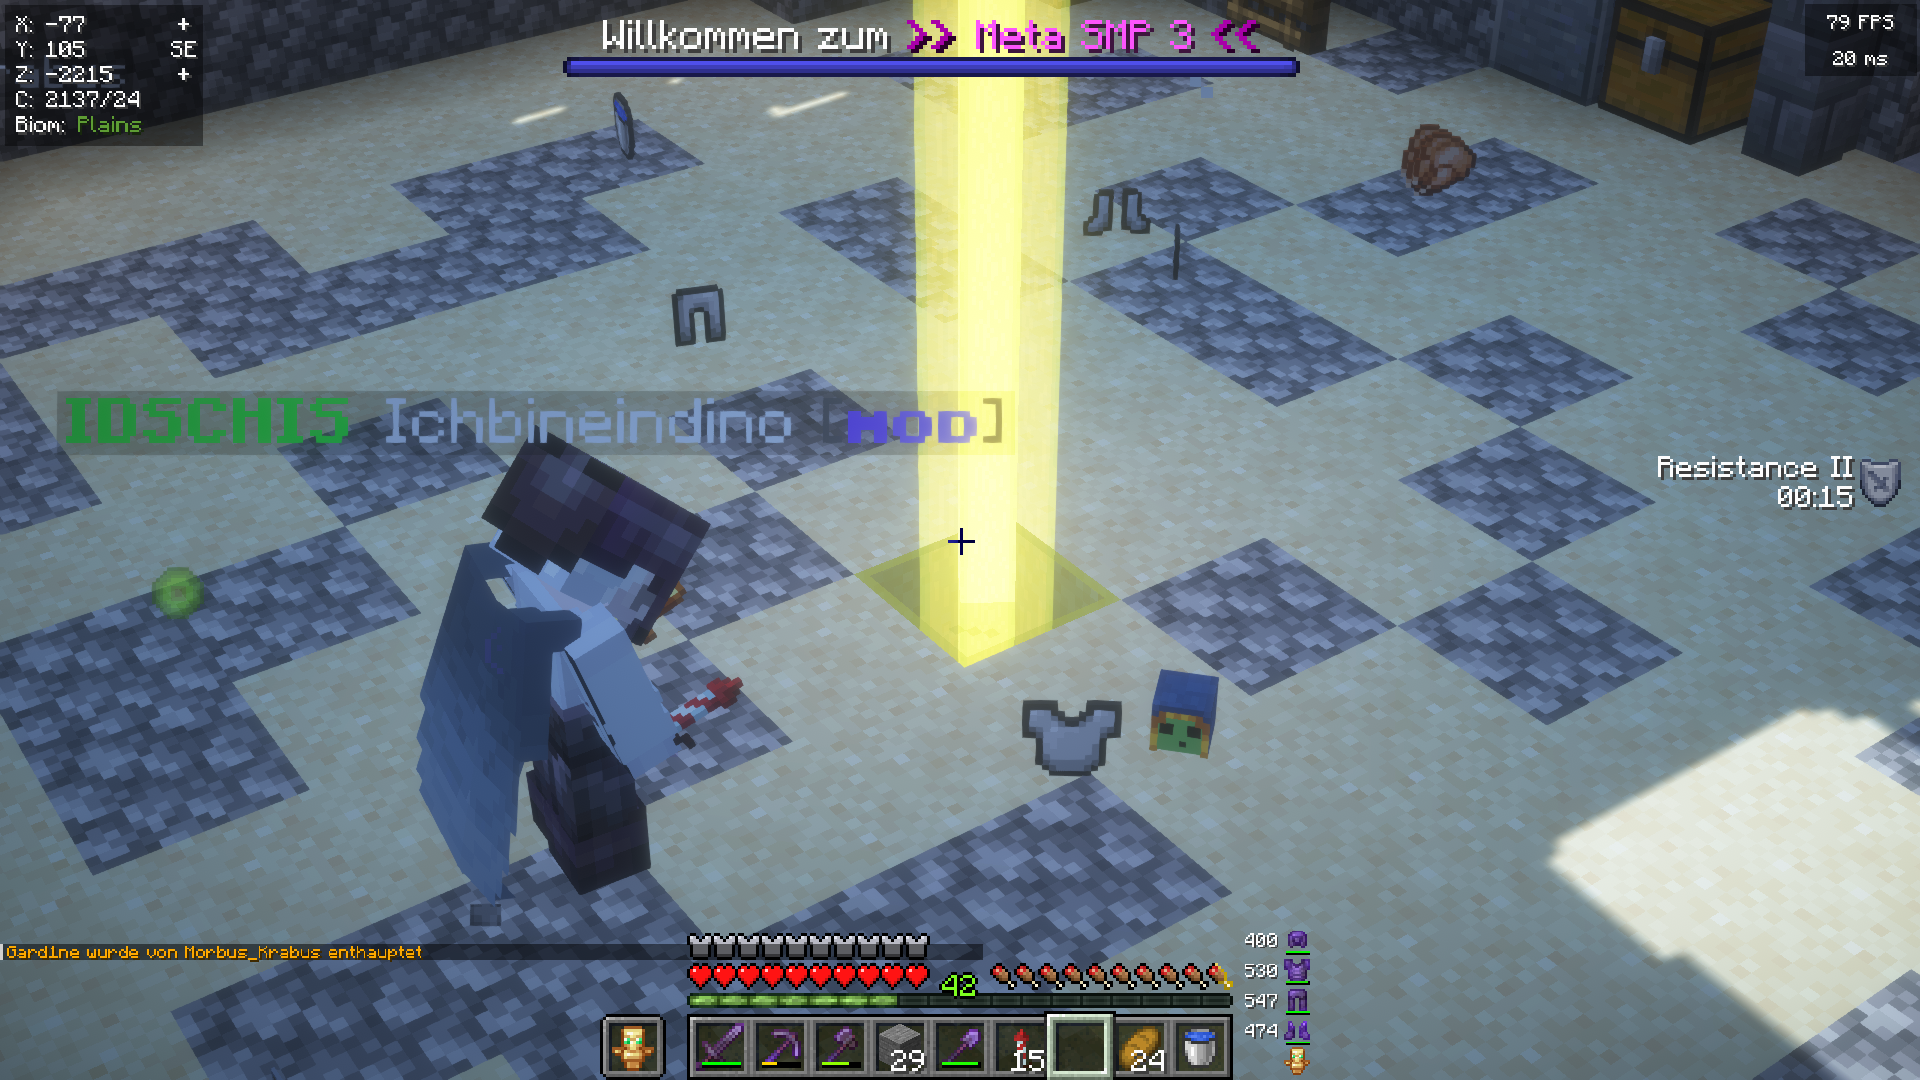 X: -77 +
Y: 105 SE
Z: -2215 +
C: 2137/24
Biom: Plains
Willkommen zum >> Meta SMP 3 <<
79 FPS
20 ms
IDSCHIS Ichbineindino [MOD]
Resistance II
00:15
Gard1ne wurde von Morbus_Krabus enthauptet
42
400
530
547
474
29
15
24